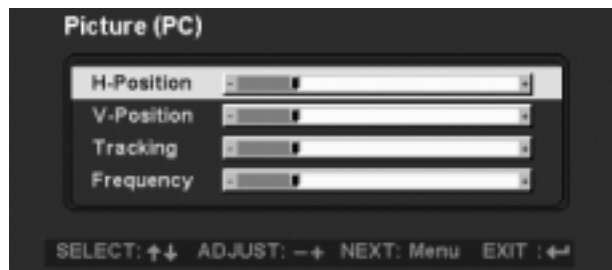 Picture (PC)
H-Position - +
V-Position - +
Tracking - +
Frequency - +
SELECT: ↑↓ ADJUST: −+ NEXT: Menu EXIT :↵